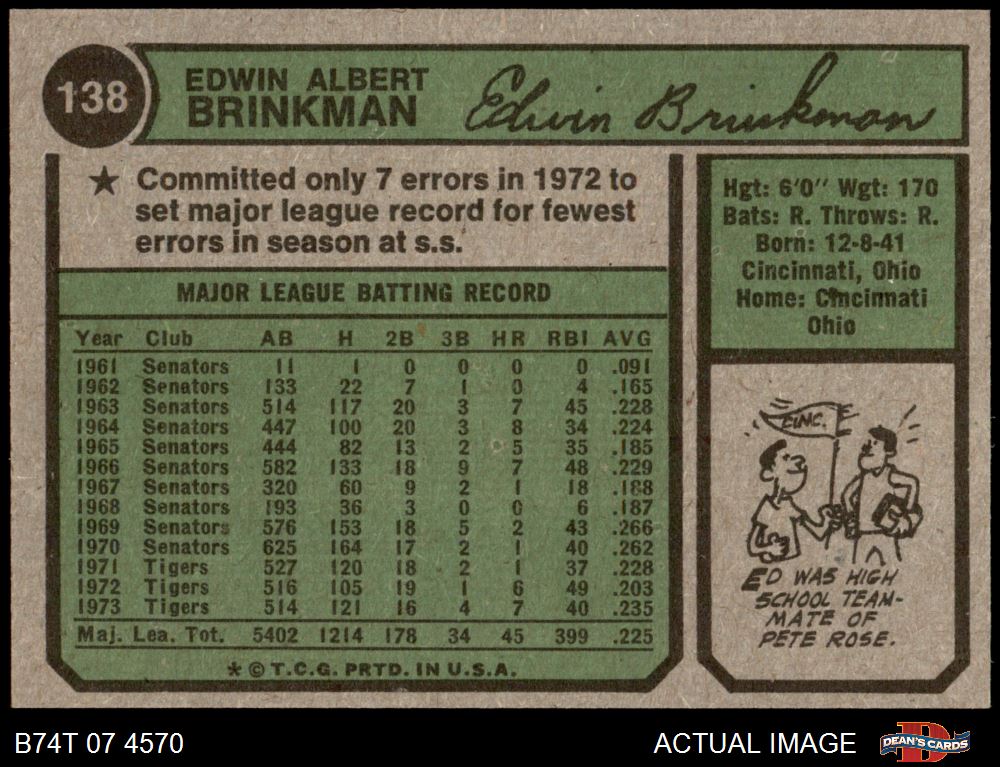 138
EDWIN ALBERT
BRINKMAN
Edwin Brinkman
★ Committed only 7 errors in 1972 to
set major league record for fewest
errors in season at s.s.
MAJOR LEAGUE BATTING RECORD
Year Club AB H 2B 3B HR RBI AVG
1961 Senators 11 1 0 0 0 0 .091
1962 Senators 133 22 7 1 0 4 .165
1963 Senators 514 117 20 3 7 45 .228
1964 Senators 447 100 20 3 8 34 .224
1965 Senators 444 82 13 2 5 35 .185
1966 Senators 582 133 18 9 7 48 .229
1967 Senators 320 60 9 2 1 18 .188
1968 Senators 193 36 3 0 0 6 .187
1969 Senators 576 153 18 5 2 43 .266
1970 Senators 625 164 17 2 1 40 .262
1971 Tigers 527 120 18 2 1 37 .228
1972 Tigers 516 105 19 1 6 49 .203
1973 Tigers 514 121 16 4 7 40 .235
Maj. Lea. Tot. 5402 1214 178 34 45 399 .225
* © T.C.G. PRTD. IN U.S.A.
Hgt: 6'0" Wgt: 170
Bats: R. Throws: R.
Born: 12-8-41
Cincinnati, Ohio
Home: Cincinnati
Ohio
CINC.
ED WAS HIGH
SCHOOL TEAM-
MATE OF
PETE ROSE.
B74T 07 4570
ACTUAL IMAGE
D
DEAN'S CARDS